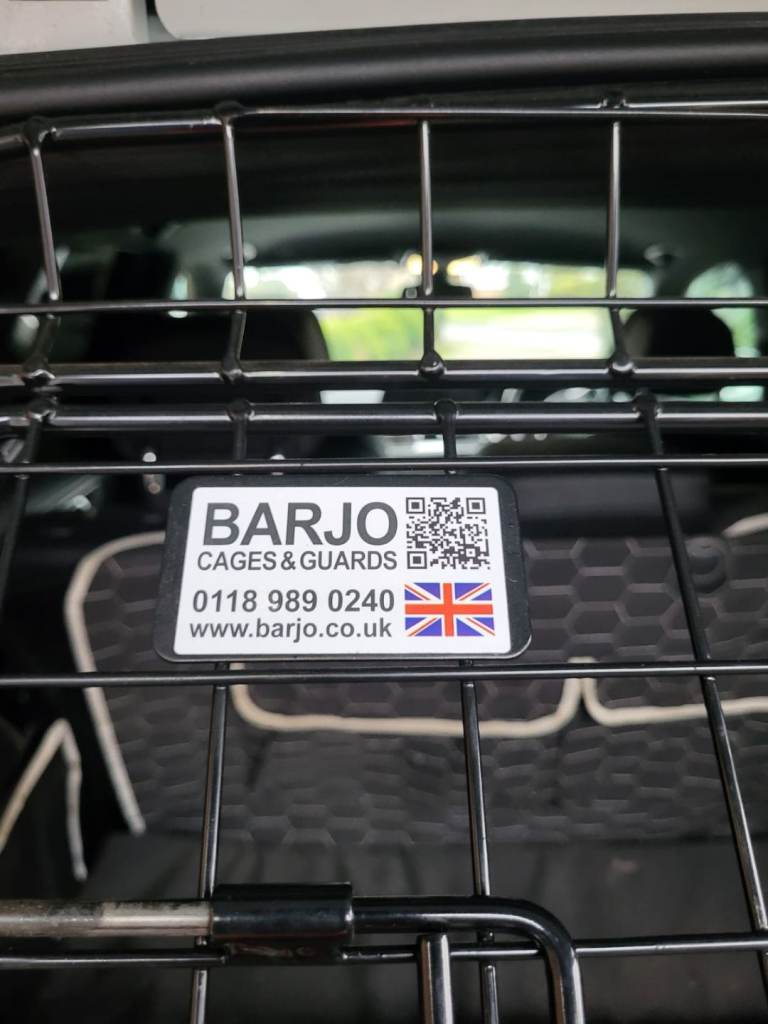 BARJO
CAGES & GUARDS
0118 989 0240
www.barjo.co.uk